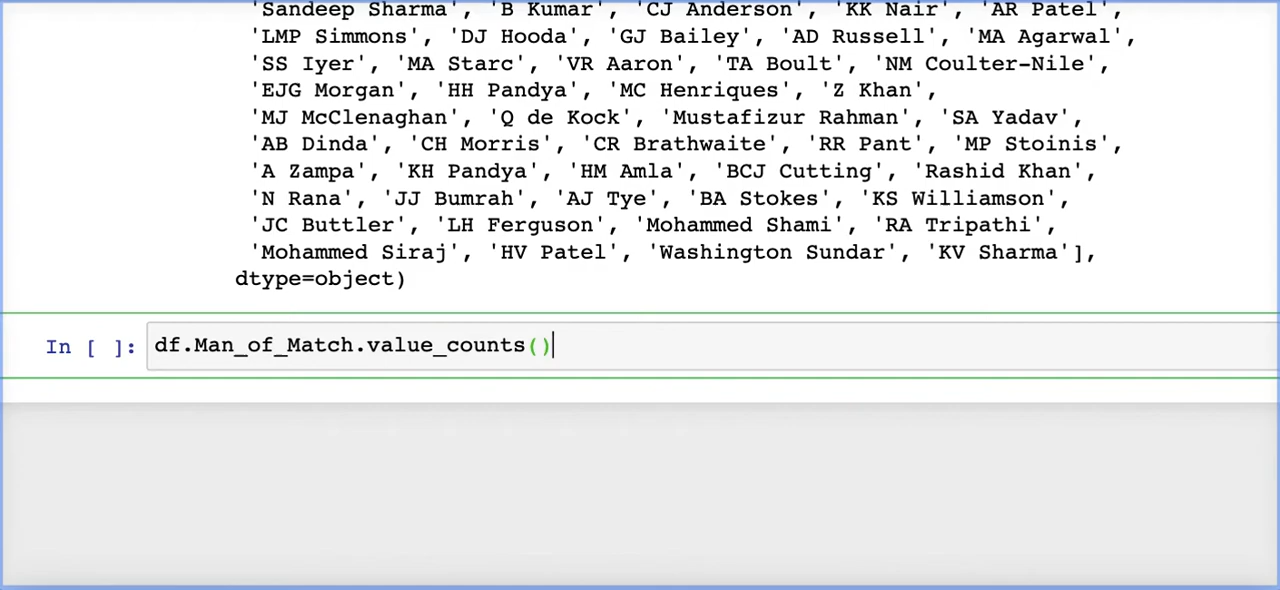 'Sandeep Sharma', 'B Kumar', 'CJ Anderson', 'KK Nair', 'AR Patel',
'LMP Simmons', 'DJ Hooda', 'GJ Bailey', 'AD Russell', 'MA Agarwal',
'SS Iyer', 'MA Starc', 'VR Aaron', 'TA Boult', 'NM Coulter-Nile',
'EJG Morgan', 'HH Pandya', 'MC Henriques', 'Z Khan',
'MJ McClenaghan', 'Q de Kock', 'Mustafizur Rahman', 'SA Yadav',
'AB Dinda', 'CH Morris', 'CR Brathwaite', 'RR Pant', 'MP Stoinis',
'A Zampa', 'KH Pandya', 'HM Amla', 'BCJ Cutting', 'Rashid Khan',
'N Rana', 'JJ Bumrah', 'AJ Tye', 'BA Stokes', 'KS Williamson',
'JC Buttler', 'LH Ferguson', 'Mohammed Shami', 'RA Tripathi',
'Mohammed Siraj', 'HV Patel', 'Washington Sundar', 'KV Sharma'],
dtype=object)
In [ ]: df.Man_of_Match.value_counts()